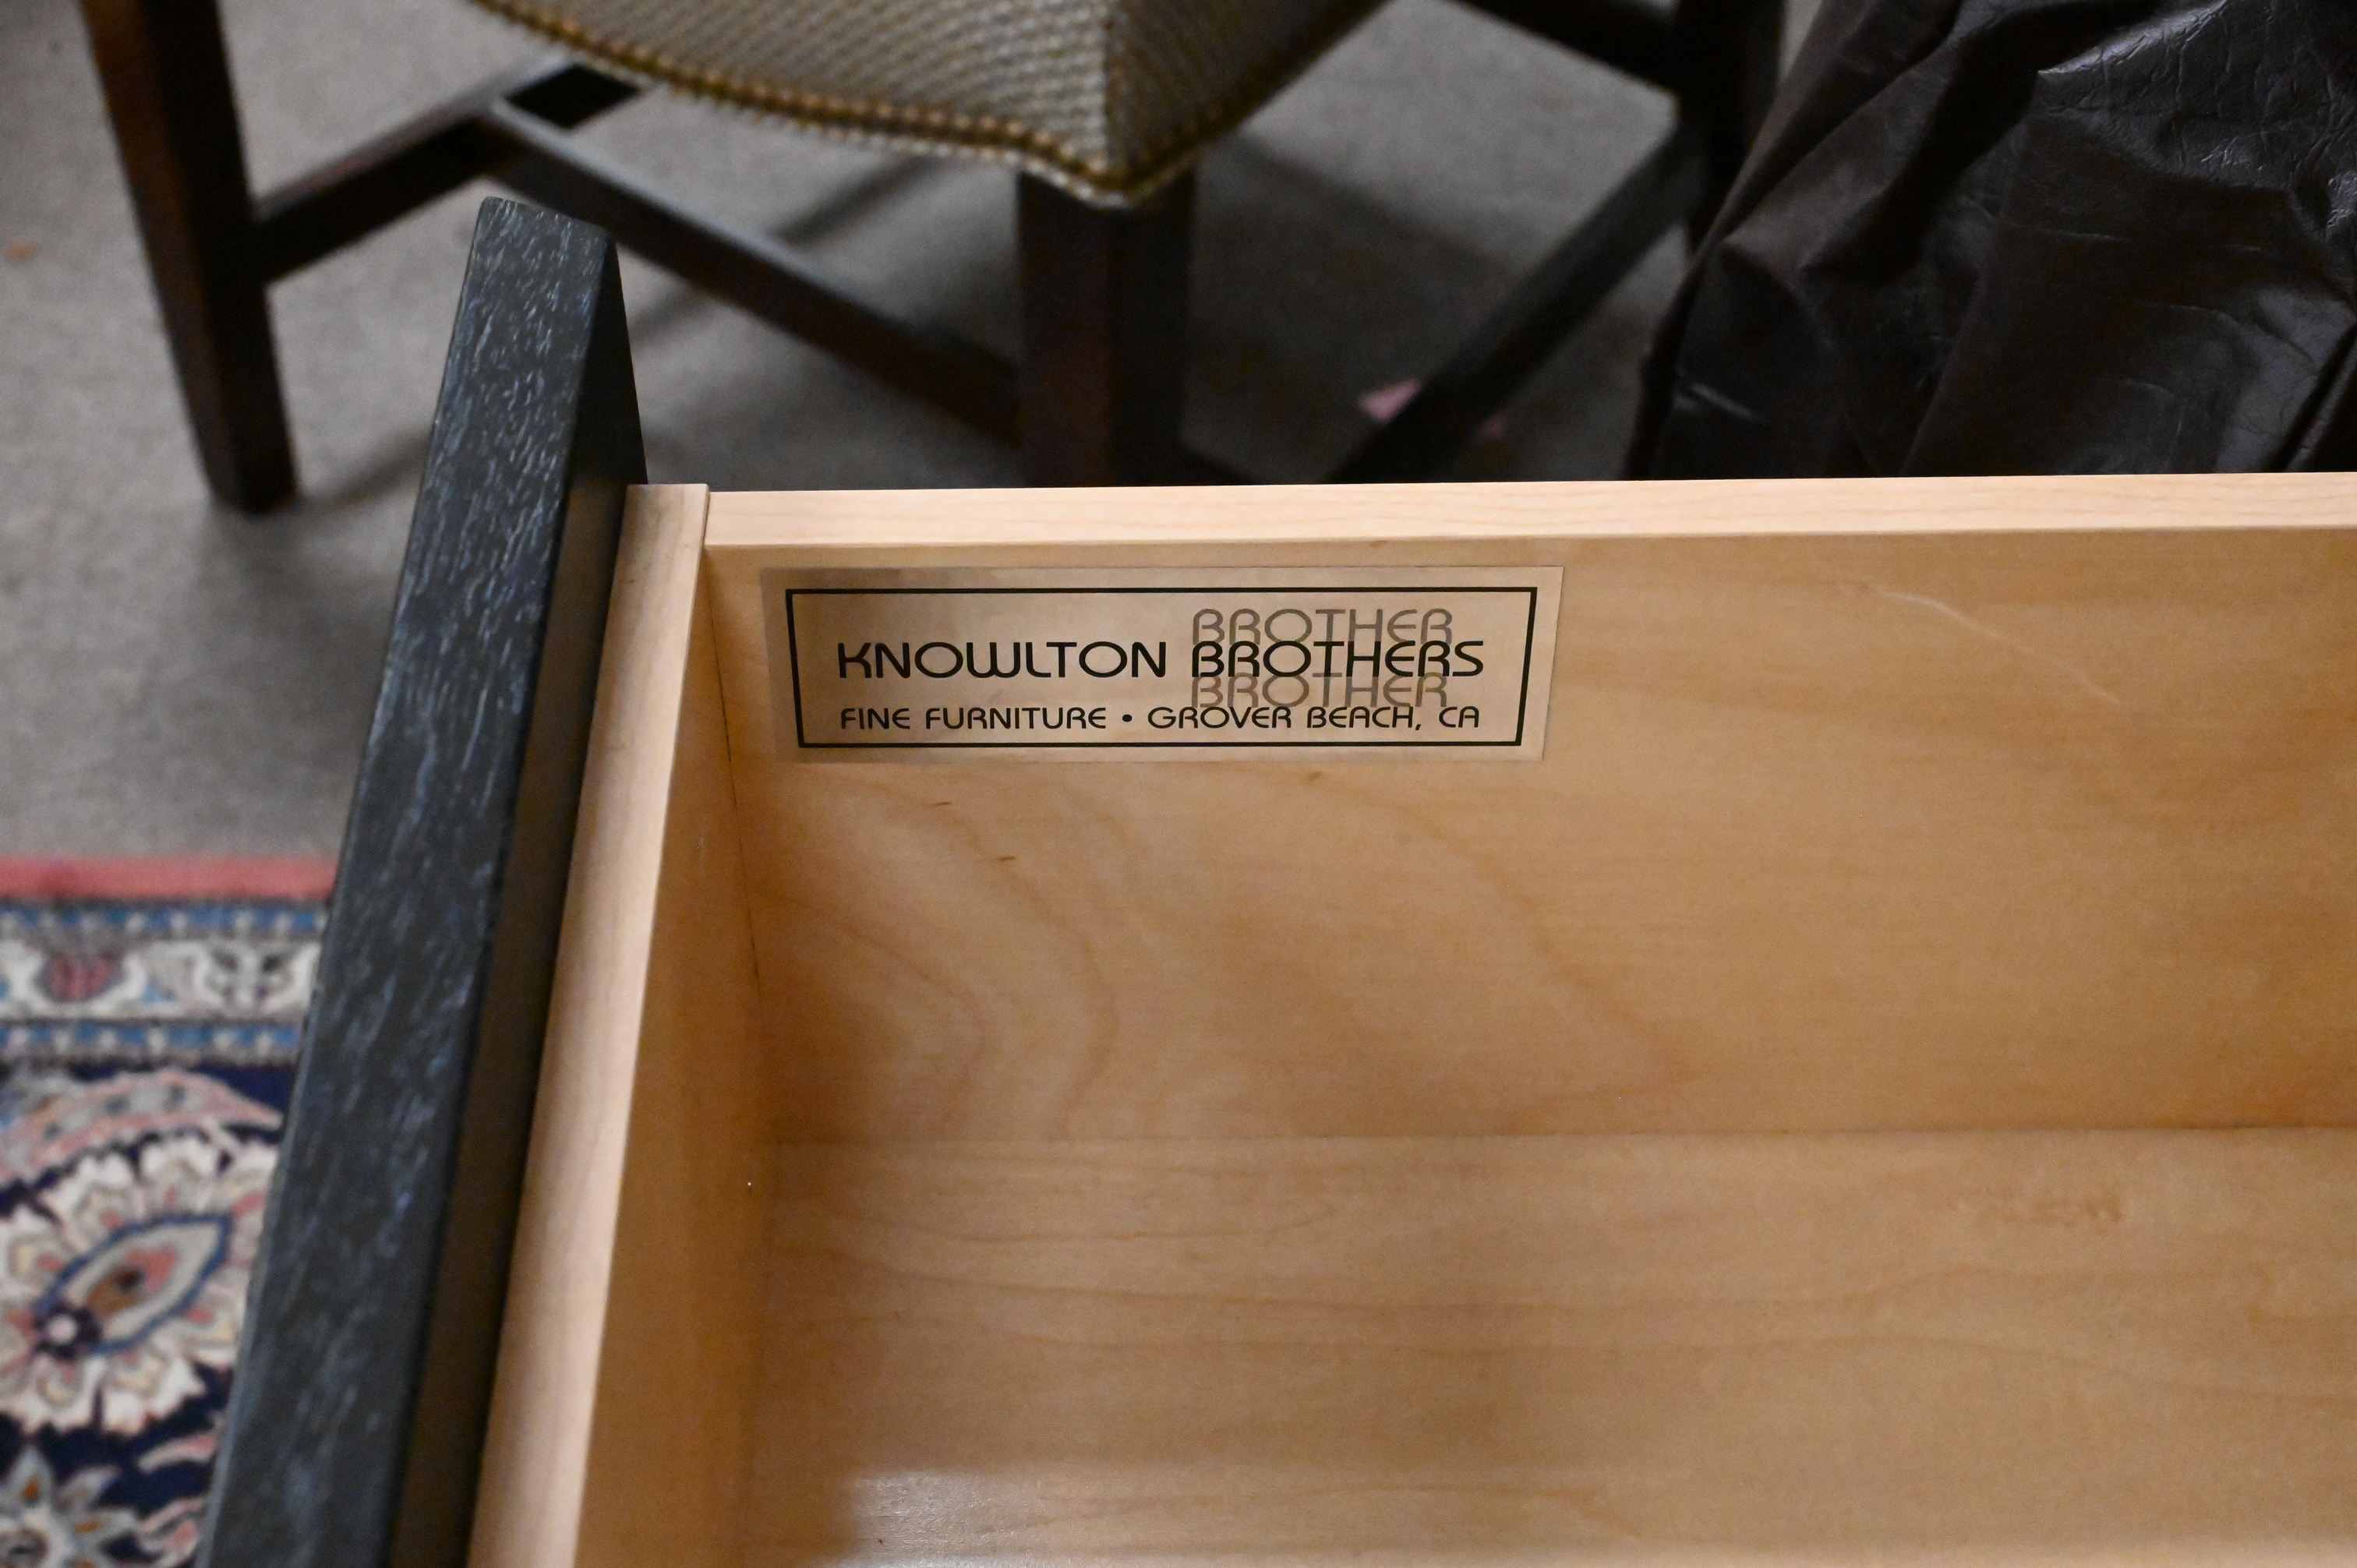 BROTHER
KNOWLTON BROTHERS
BROTHER
FINE FURNITURE • GROVER BEACH, CA